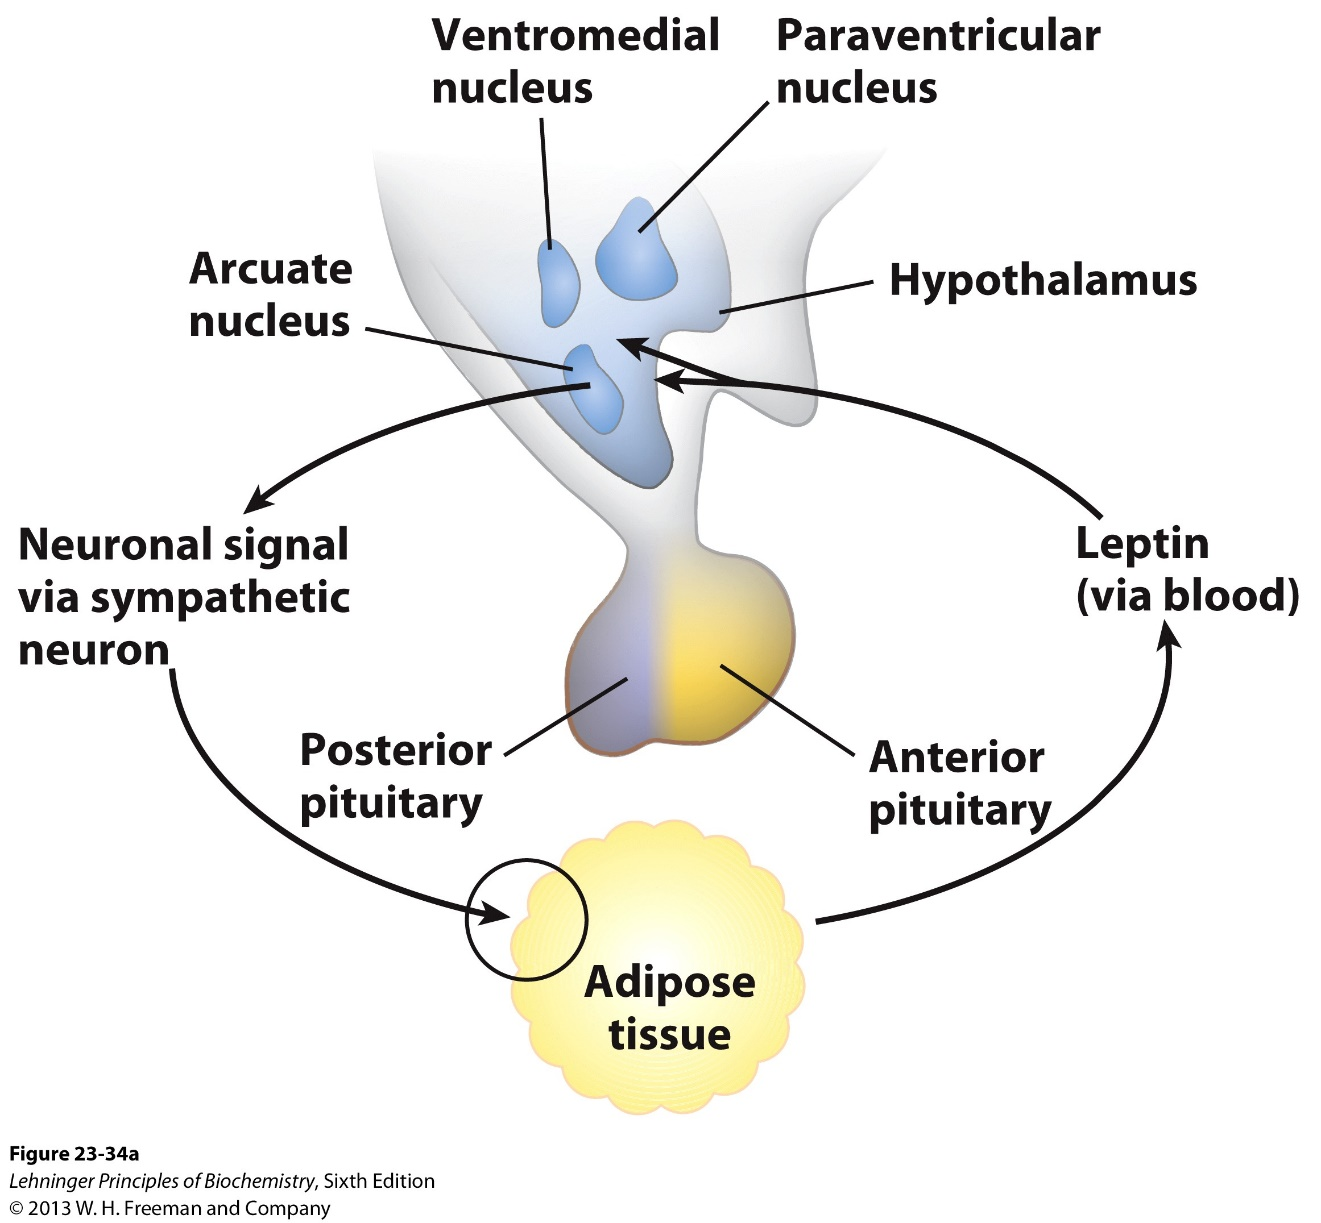 Ventromedial
nucleus
Paraventricular
nucleus
Arcuate
nucleus
Hypothalamus
Neuronal signal
via sympathetic
neuron
Leptin
(via blood)
Posterior
pituitary
Anterior
pituitary
Adipose
tissue
Figure 23-34a
Lehninger Principles of Biochemistry, Sixth Edition
© 2013 W. H. Freeman and Company